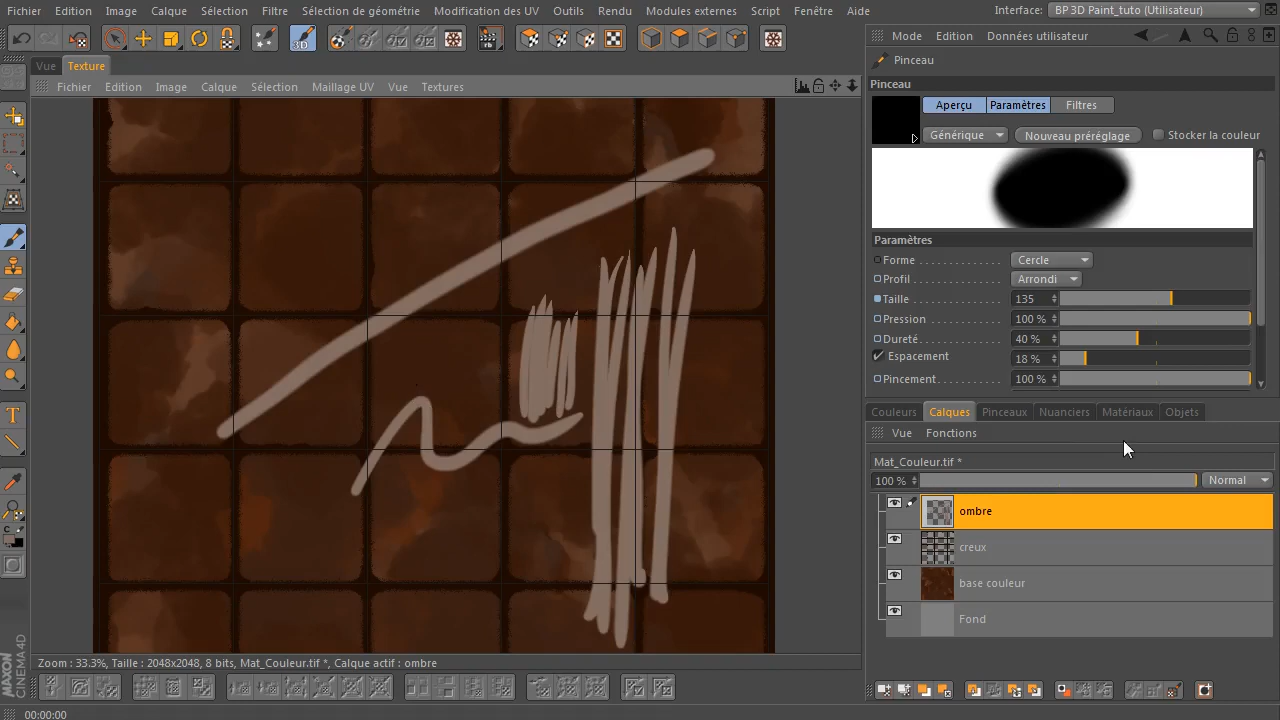 Fichier Edition Image Calque Sélection Filtre Sélection de géométrie Modification des UV Outils Rendu Modules externes Script Fenêtre Aide Interface: BP 3D Paint_tuto (Utilisateur)
3D
Mode Edition Données utilisateur
Vue Texture
Pinceau
Fichier Edition Image Calque Sélection Maillage UV Vue Textures
Pinceau
Aperçu Paramètres Filtres
Générique Nouveau préréglage Stocker la couleur
Paramètres
Forme Cercle
Profil Arrondi
Taille 135
Pression 100 %
Dureté 40 %
Espacement 18 %
Pincement 100 %
Couleurs Calques Pinceaux Nuanciers Matériaux Objets
Vue Fonctions
Mat_Couleur.tif *
100 % Normal
ombre
creux
base couleur
Fond
T
C
Zoom : 33.3%, Taille : 2048x2048, 8 bits, Mat_Couleur.tif *, Calque actif : ombre
MAXON
CINEMA 4D
00:00:00